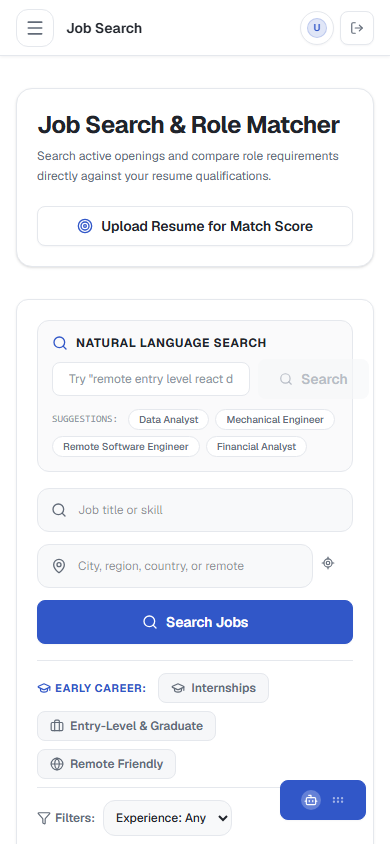 Job Search
U
Job Search & Role Matcher
Search active openings and compare role requirements
directly against your resume qualifications.
Upload Resume for Match Score
NATURAL LANGUAGE SEARCH
Try "remote entry level react d
Search
SUGGESTIONS:
Data Analyst
Mechanical Engineer
Remote Software Engineer
Financial Analyst
Job title or skill
City, region, country, or remote
Search Jobs
EARLY CAREER:
Internships
Entry-Level & Graduate
Remote Friendly
Filters:
Experience: Any